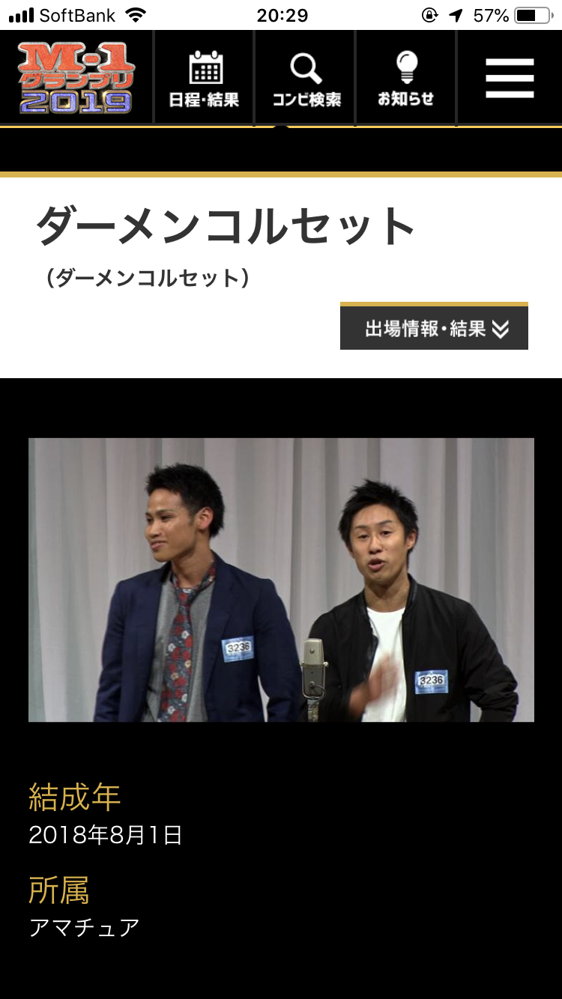 SoftBank 20:29 57%
M-1
グランプリ
2019
日程・結果
コンビ検索
お知らせ
ダーメンコルセット
（ダーメンコルセット）
出場情報・結果
3236
3236
結成年
2018年8月1日
所属
アマチュア